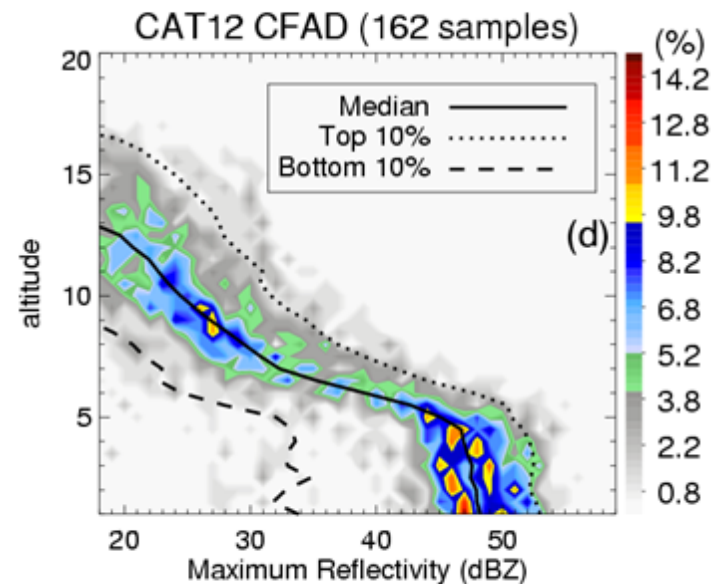 CAT12 CFAD (162 samples)
(%)
20
15
10
5
altitude
Median
Top 10%
Bottom 10%
(d)
14.2
12.8
11.2
9.8
8.2
6.8
5.2
3.8
2.2
0.8
20 30 40 50
Maximum Reflectivity (dBZ)